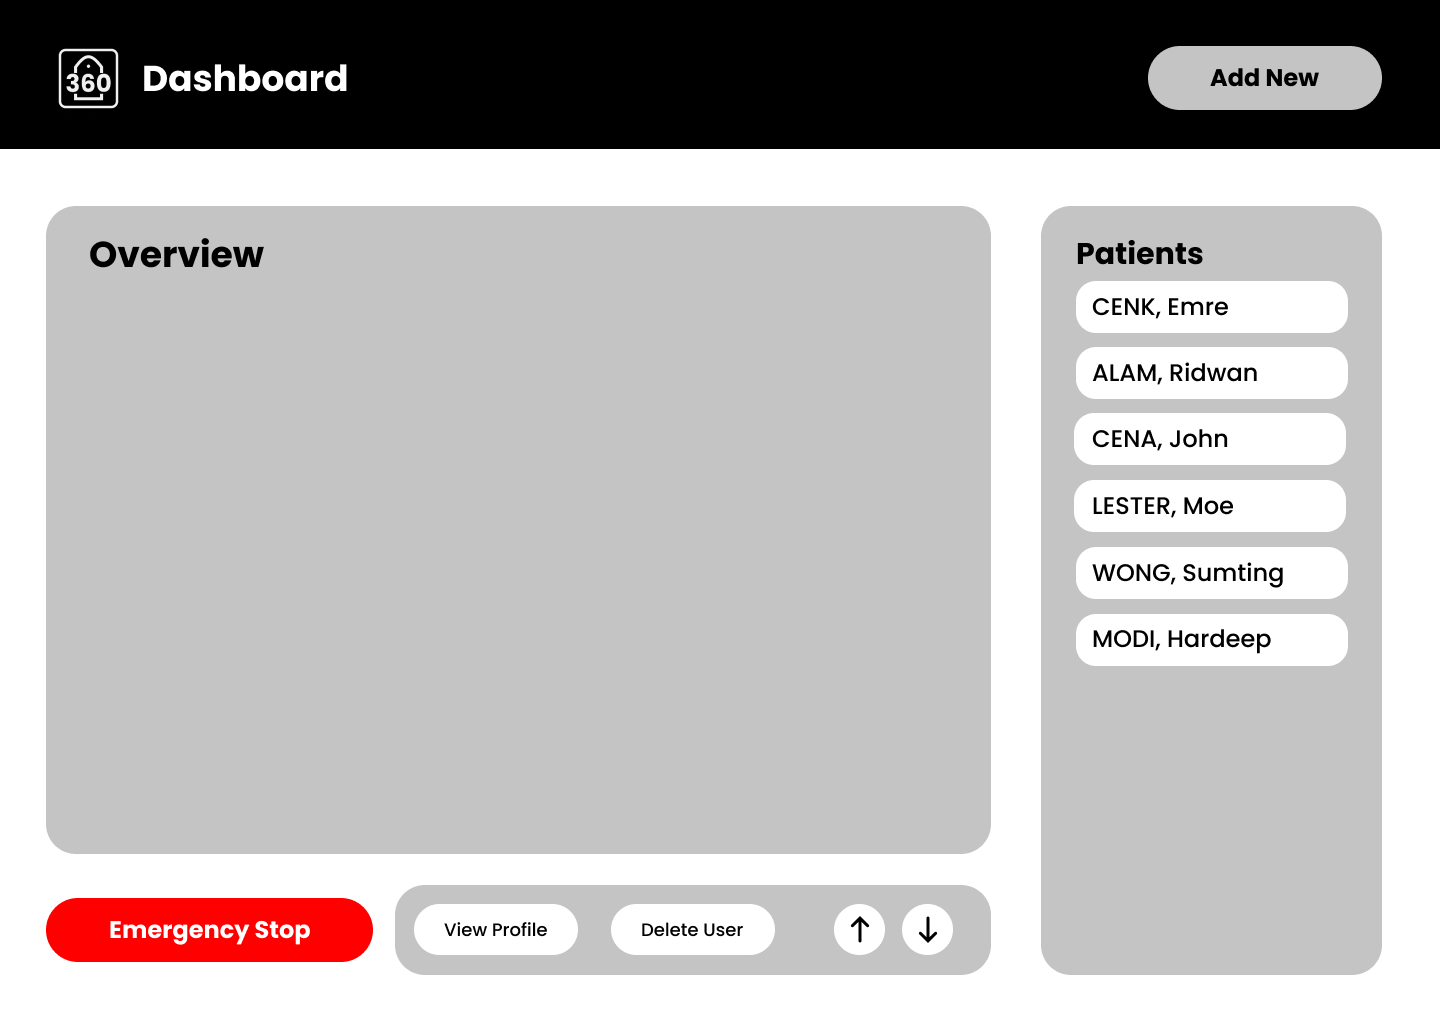 360
Dashboard
Add New
Overview
Patients
CENK, Emre
ALAM, Ridwan
CENA, John
LESTER, Moe
WONG, Sumting
MODI, Hardeep
Emergency Stop
View Profile
Delete User